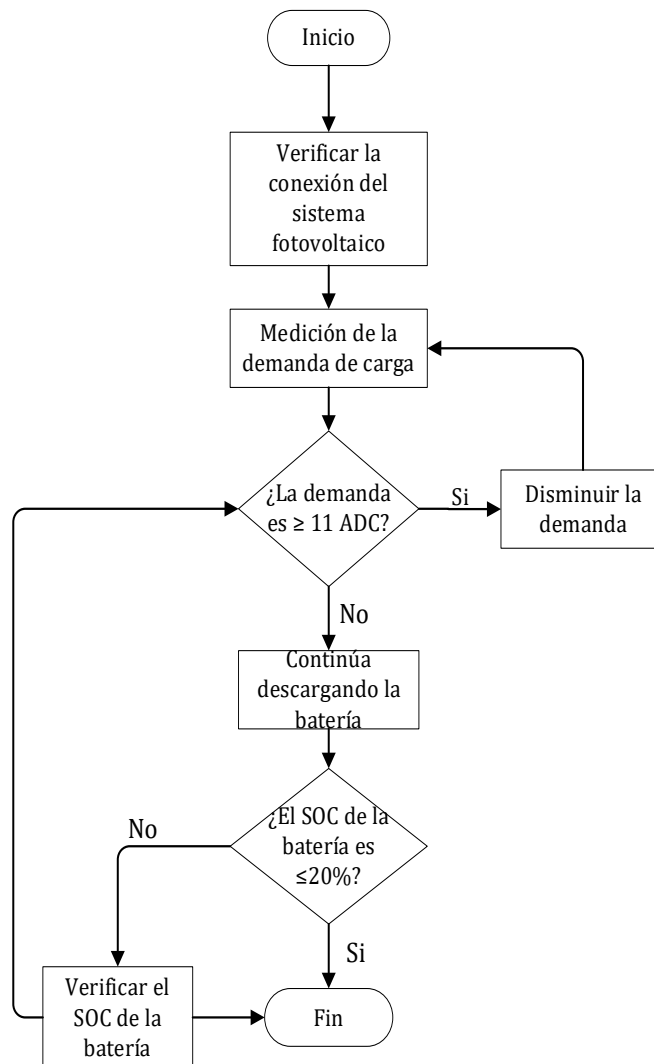 Inicio
Verificar la
conexión del
sistema
fotovoltaico
Medición de la
demanda de carga
¿La demanda
es ≥ 11 ADC?
Si
Disminuir la
demanda
No
Continúa
descargando la
batería
¿El SOC de la
batería es
≤20%?
No
Si
Verificar el
SOC de la
batería
Fin